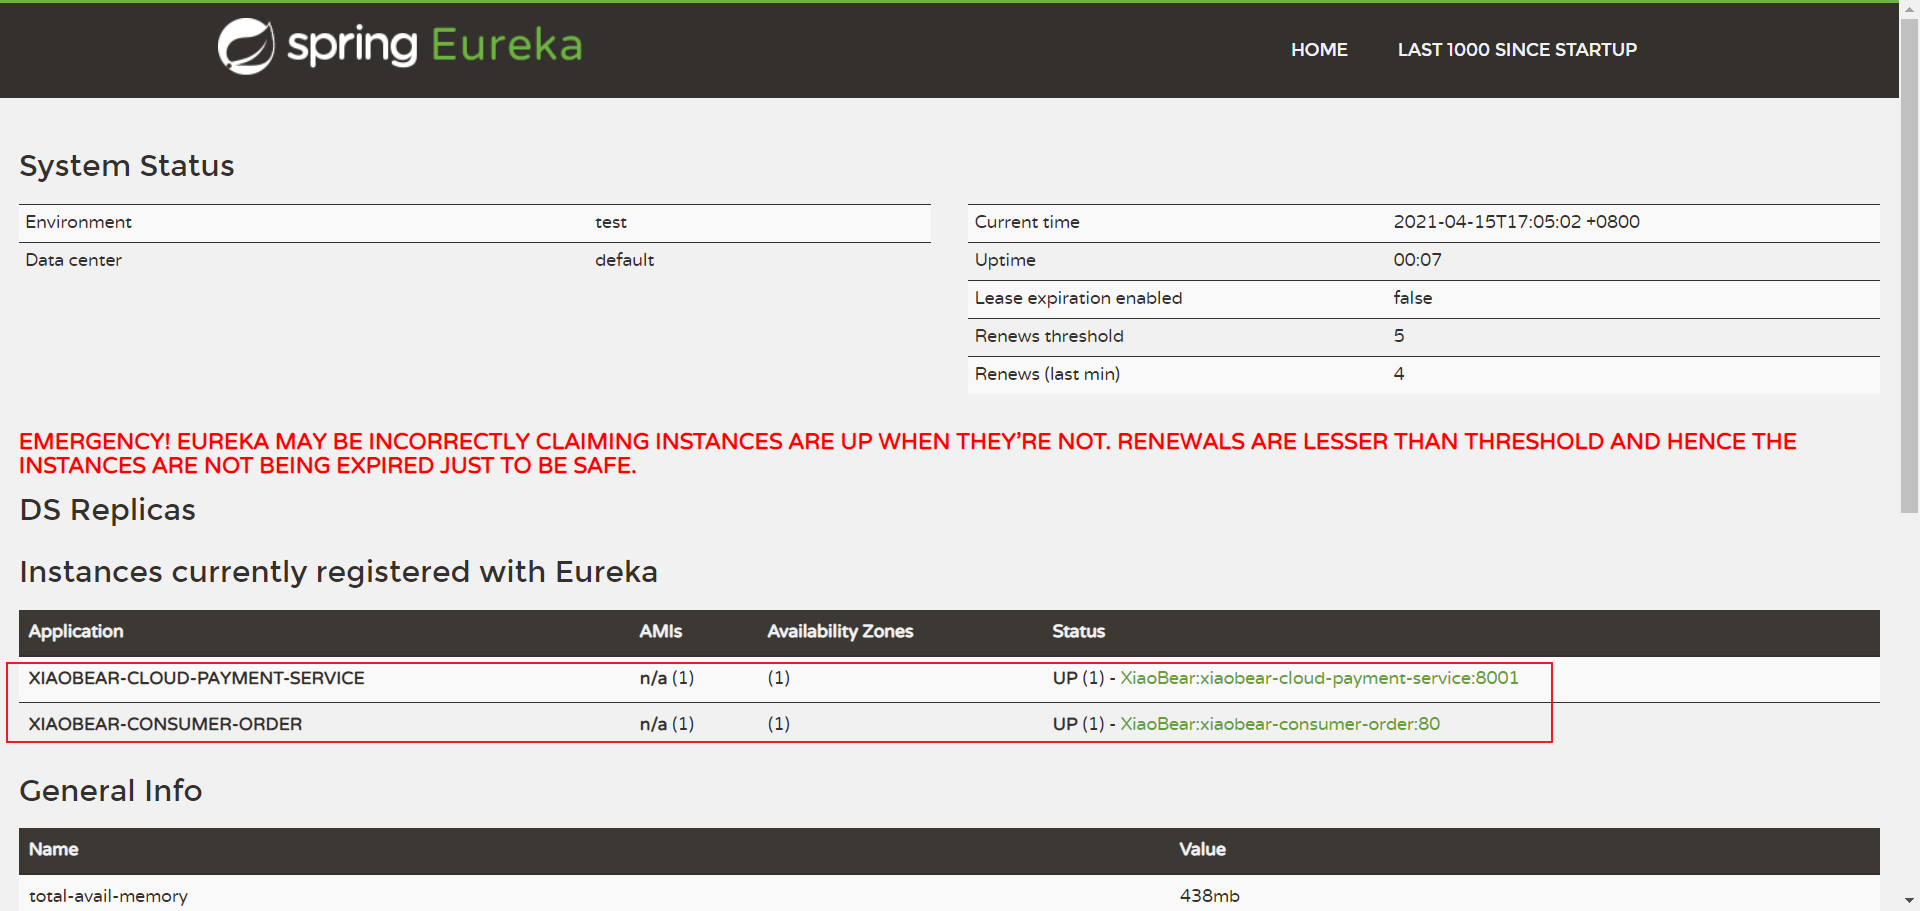 spring Eureka
HOME LAST 1000 SINCE STARTUP
System Status
Environment test
Data center default
Current time 2021-04-15T17:05:02 +0800
Uptime 00:07
Lease expiration enabled false
Renews threshold 5
Renews (last min) 4
EMERGENCY! EUREKA MAY BE INCORRECTLY CLAIMING INSTANCES ARE UP WHEN THEY'RE NOT. RENEWALS ARE LESSER THAN THRESHOLD AND HENCE THE
INSTANCES ARE NOT BEING EXPIRED JUST TO BE SAFE.
DS Replicas
Instances currently registered with Eureka
Application AMIs Availability Zones Status
XIAOBEAR-CLOUD-PAYMENT-SERVICE n/a (1) (1) UP (1) - XiaoBear:xiaobear-cloud-payment-service:8001
XIAOBEAR-CONSUMER-ORDER n/a (1) (1) UP (1) - XiaoBear:xiaobear-consumer-order:80
General Info
Name Value
total-avail-memory 438mb